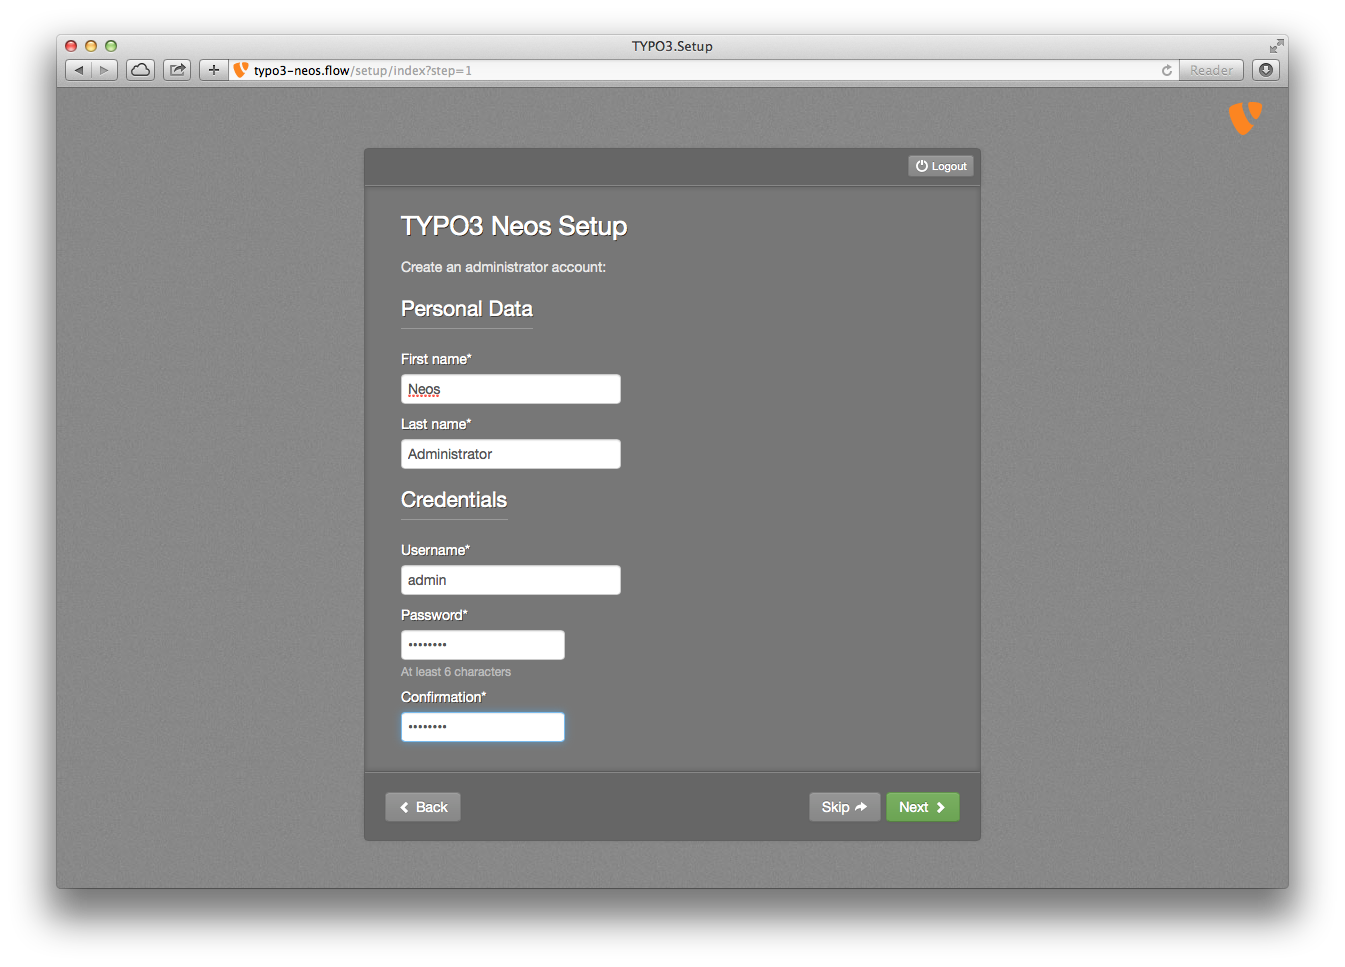 TYPO3.Setup
typo3-neos.flow/setup/index?step=1
Reader
Logout
TYPO3 Neos Setup
Create an administrator account:
Personal Data
First name*
Neos
Last name*
Administrator
Credentials
Username*
admin
Password*
••••••••
At least 6 characters
Confirmation*
••••••••
Back
Skip
Next